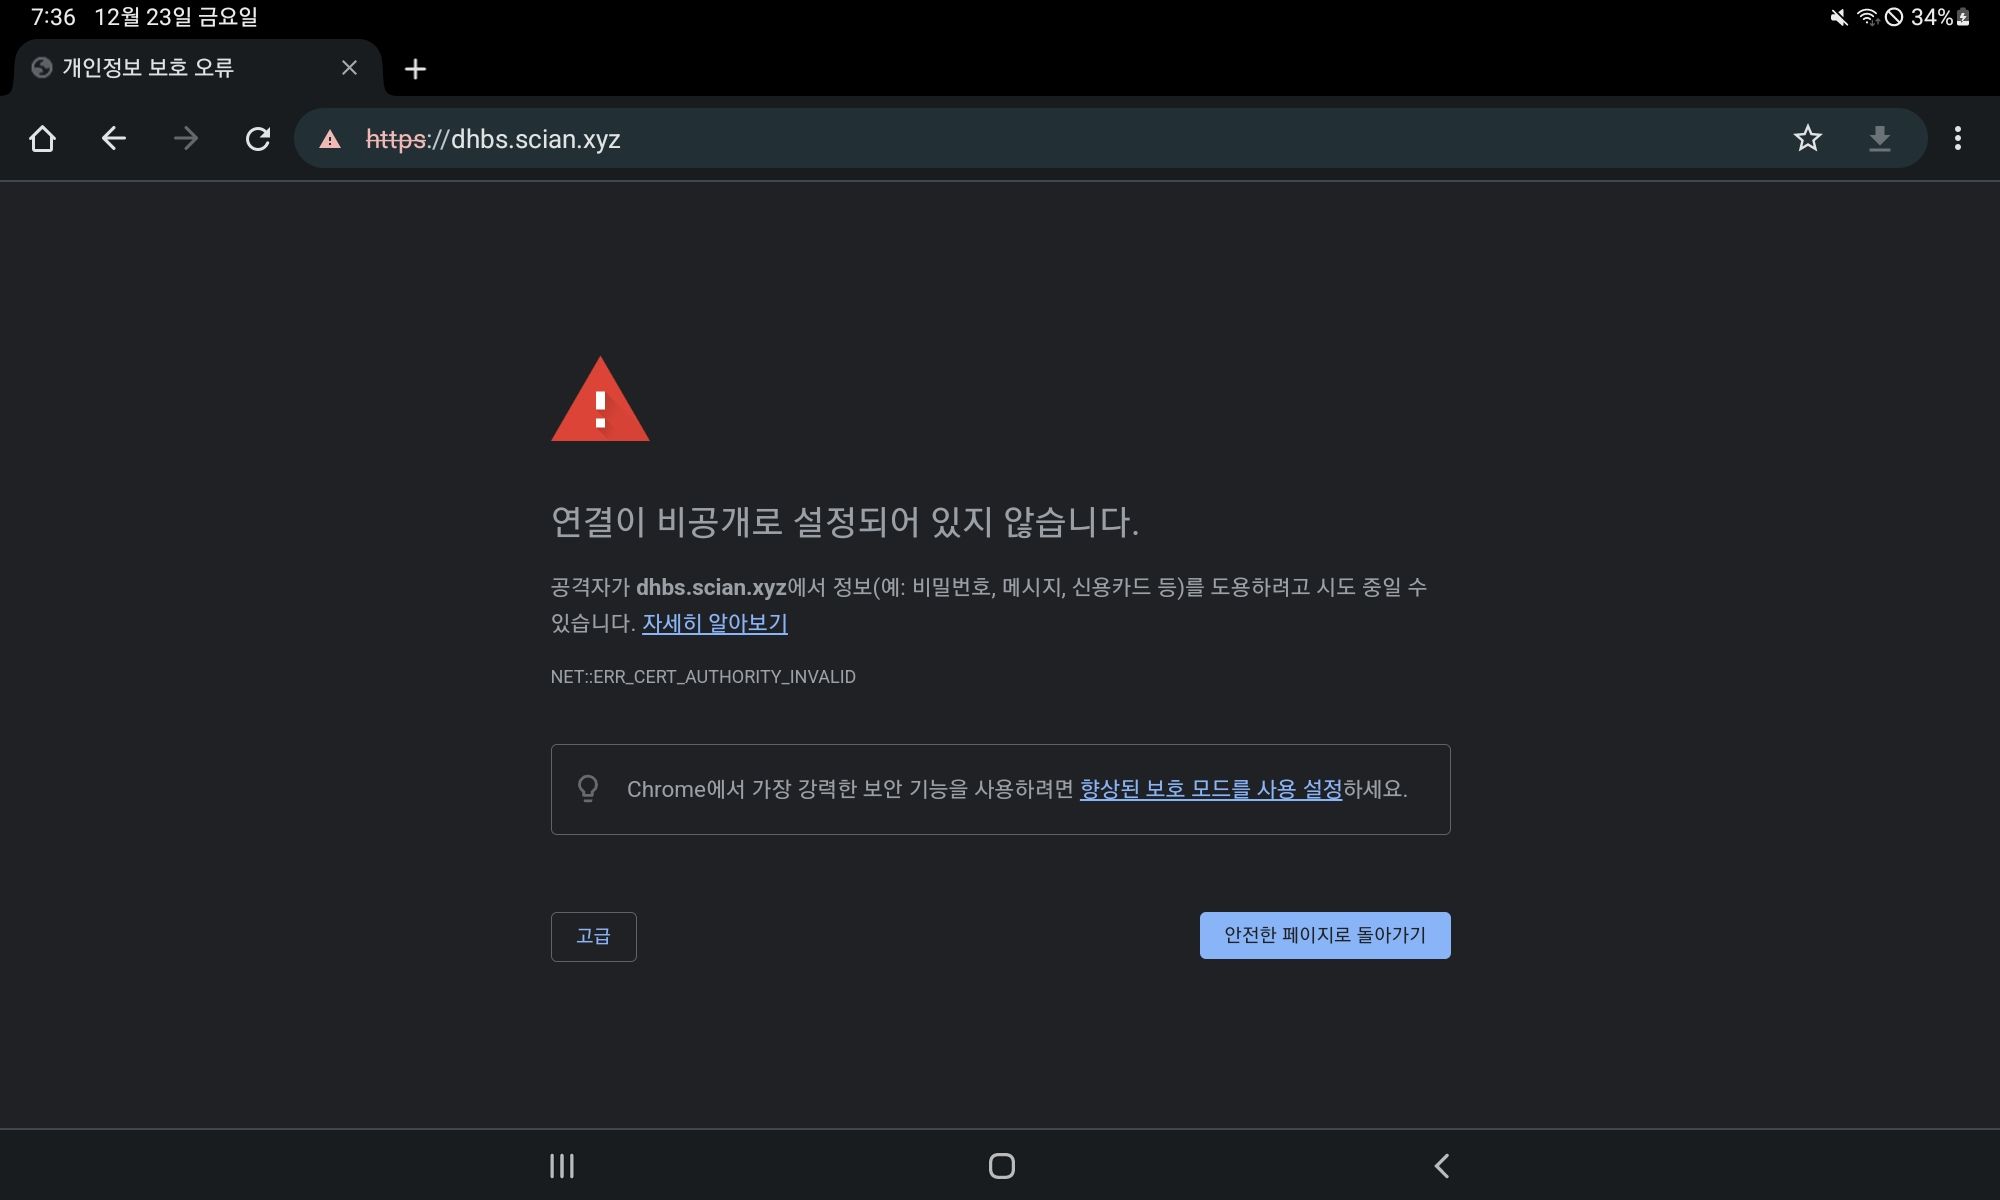 7:36 12월 23일 금요일
34%
개인정보 보호 오류
https://dhbs.scian.xyz
연결이 비공개로 설정되어 있지 않습니다.
공격자가 dhbs.scian.xyz에서 정보(예: 비밀번호, 메시지, 신용카드 등)를 도용하려고 시도 중일 수
있습니다. 자세히 알아보기
NET::ERR_CERT_AUTHORITY_INVALID
Chrome에서 가장 강력한 보안 기능을 사용하려면 향상된 보호 모드를 사용 설정하세요.
고급
안전한 페이지로 돌아가기